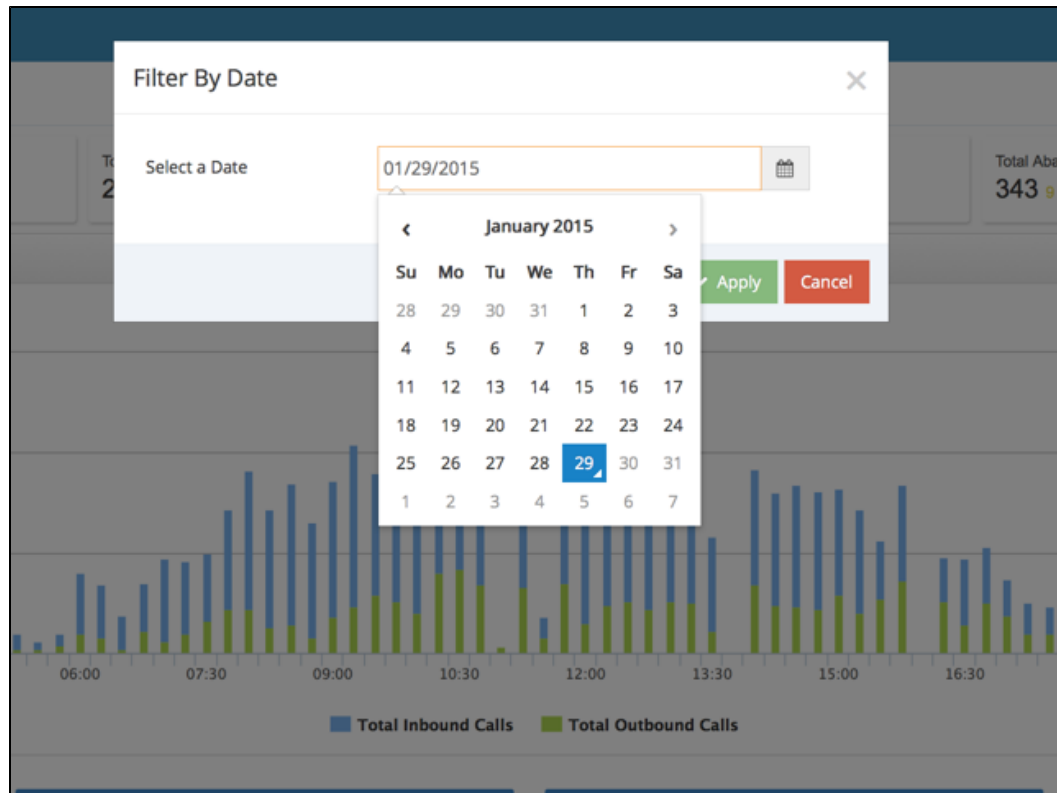 Filter By Date
×
Select a Date 01/29/2015
‹ January 2015 ›
Su Mo Tu We Th Fr Sa
28 29 30 31 1 2 3
4 5 6 7 8 9 10
11 12 13 14 15 16 17
18 19 20 21 22 23 24
25 26 27 28 29 30 31
1 2 3 4 5 6 7
Apply Cancel
Total Aba
343
06:00 07:30 09:00 10:30 12:00 13:30 15:00 16:30
Total Inbound Calls Total Outbound Calls